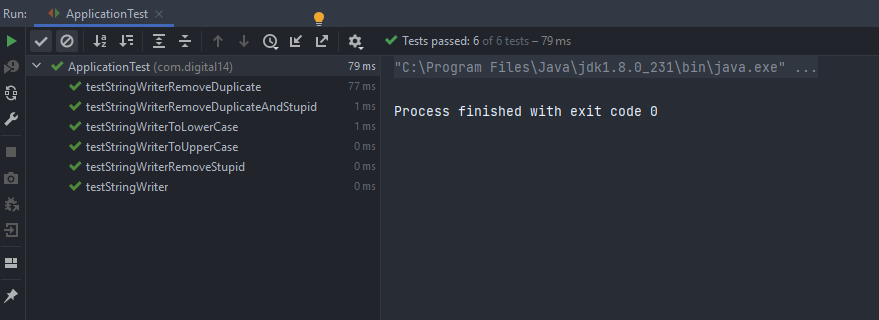 Run: ApplicationTest
Tests passed: 6 of 6 tests – 79 ms
ApplicationTest (com.digital14) 79 ms
testStringWriterRemoveDuplicate 77 ms
testStringWriterRemoveDuplicateAndStupid 1 ms
testStringWriterToLowerCase 1 ms
testStringWriterToUpperCase 0 ms
testStringWriterRemoveStupid 0 ms
testStringWriter 0 ms
"C:\Program Files\Java\jdk1.8.0_231\bin\java.exe" ...
Process finished with exit code 0